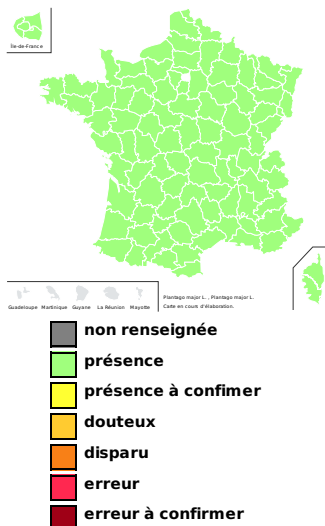 Île-de-France
Guadeloupe Martinique Guyane La Réunion Mayotte
Plantago major L. , Plantago major L.
Carte en cours d'élaboration.
non renseignée
présence
présence à confimer
douteux
disparu
erreur
erreur à confirmer